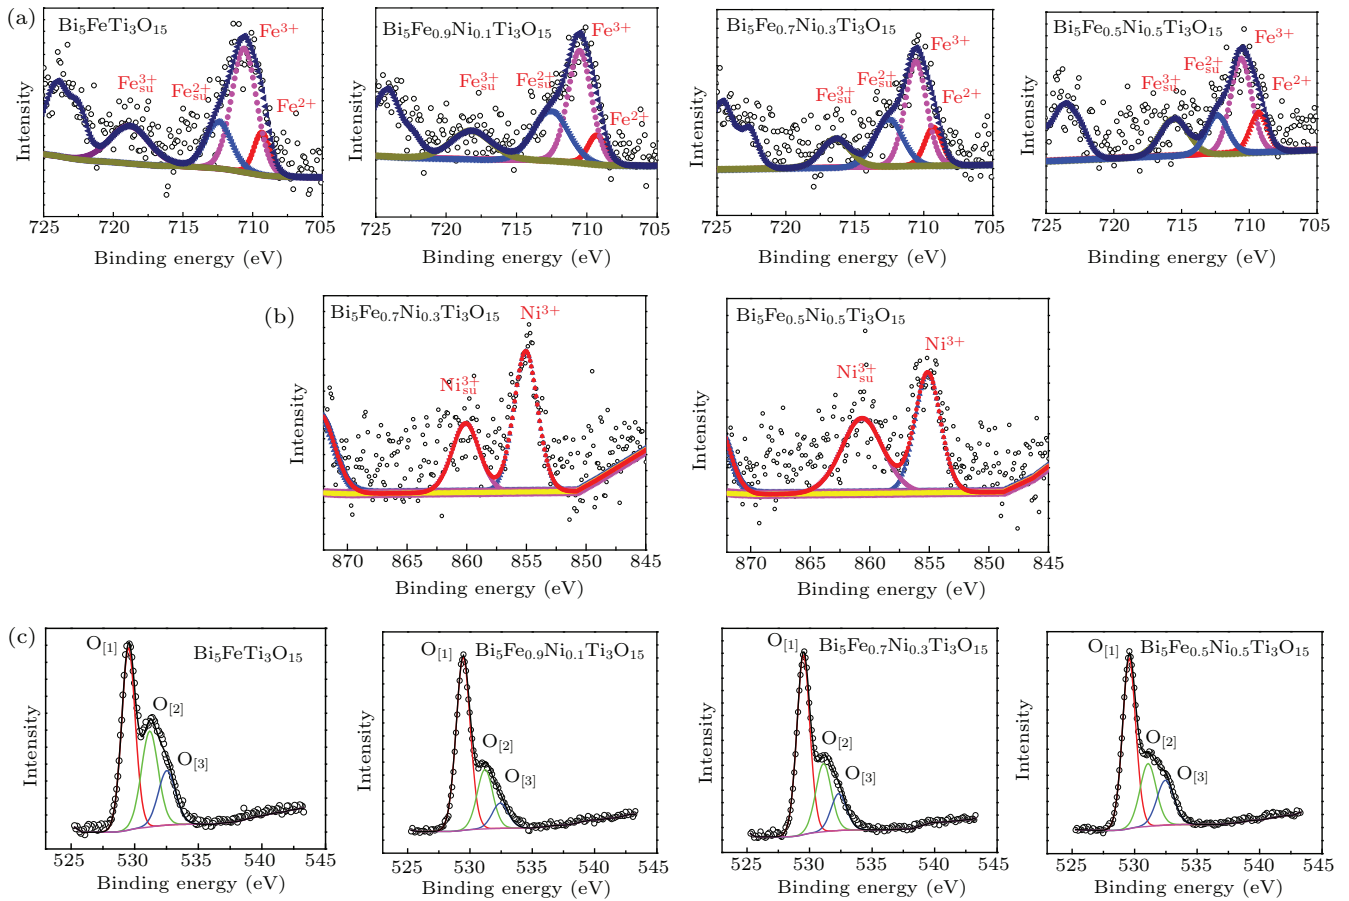 (a)
Bi5FeTi3O15
Fe3+
Fe3+su
Fe2+su
Fe2+
Intensity
725 720 715 710 705
Binding energy (eV)
Bi5Fe0.9Ni0.1Ti3O15
Fe3+
Fe3+su
Fe2+su
Fe2+
Intensity
725 720 715 710 705
Binding energy (eV)
Bi5Fe0.7Ni0.3Ti3O15
Fe3+
Fe2+su
Fe3+su
Fe2+
Intensity
725 720 715 710 705
Binding energy (eV)
Bi5Fe0.5Ni0.5Ti3O15
Fe3+
Fe2+su
Fe3+su
Fe2+
Intensity
725 720 715 710 705
Binding energy (eV)
(b)
Bi5Fe0.7Ni0.3Ti3O15
Ni3+
Ni3+su
Intensity
870 865 860 855 850 845
Binding energy (eV)
Bi5Fe0.5Ni0.5Ti3O15
Ni3+
Ni3+su
Intensity
870 865 860 855 850 845
Binding energy (eV)
(c)
O[1]
Bi5FeTi3O15
O[2]
O[3]
Intensity
525 530 535 540 545
Binding energy (eV)
O[1]
Bi5Fe0.9Ni0.1Ti3O15
O[2]
O[3]
Intensity
525 530 535 540 545
Binding energy (eV)
O[1]
Bi5Fe0.7Ni0.3Ti3O15
O[2]
O[3]
Intensity
525 530 535 540 545
Binding energy (eV)
O[1]
Bi5Fe0.5Ni0.5Ti3O15
O[2]
O[3]
Intensity
525 530 535 540 545
Binding energy (eV)